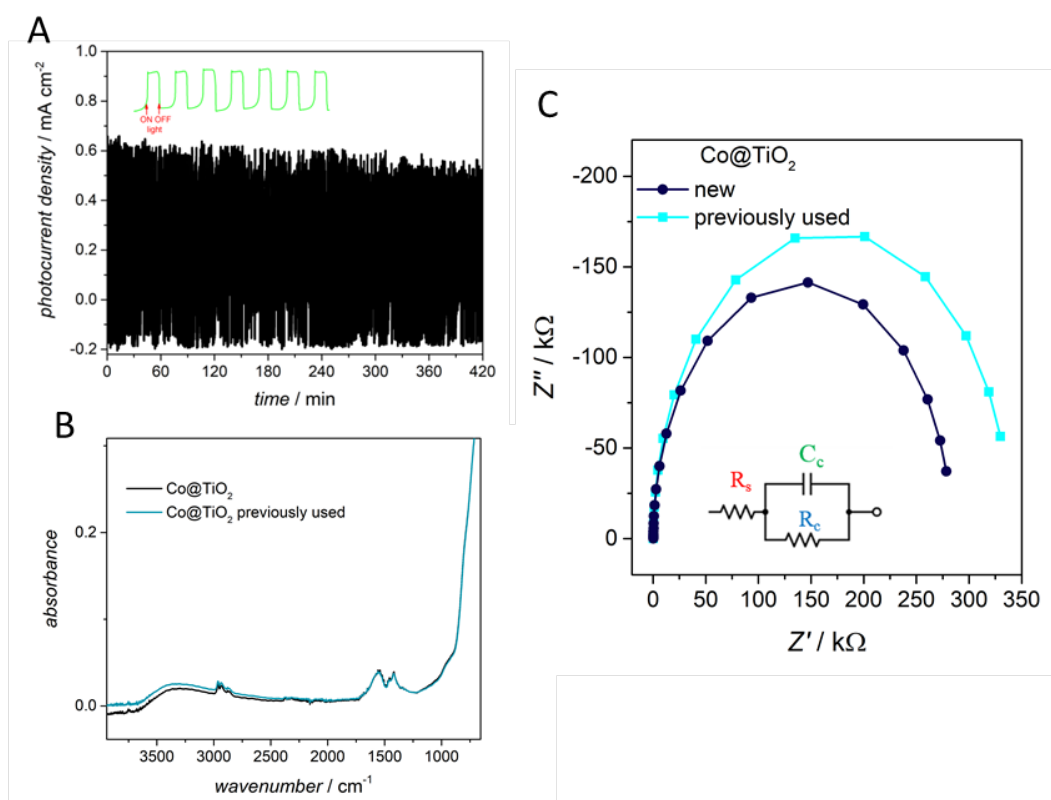 A
photocurrent density / mA cm⁻²
1.0
0.8
0.6
0.4
0.2
0.0
-0.2
ON OFF
light
0 60 120 180 240 300 360 420
time / min
B
absorbance
0.2
0.0
Co@TiO₂
Co@TiO₂ previously used
3500 3000 2500 2000 1500 1000
wavenumber / cm⁻¹
C
Z″ / kΩ
-200
-150
-100
-50
0
Co@TiO₂
new
previously used
C_c
R_s
R_c
0 50 100 150 200 250 300 350
Z′ / kΩ